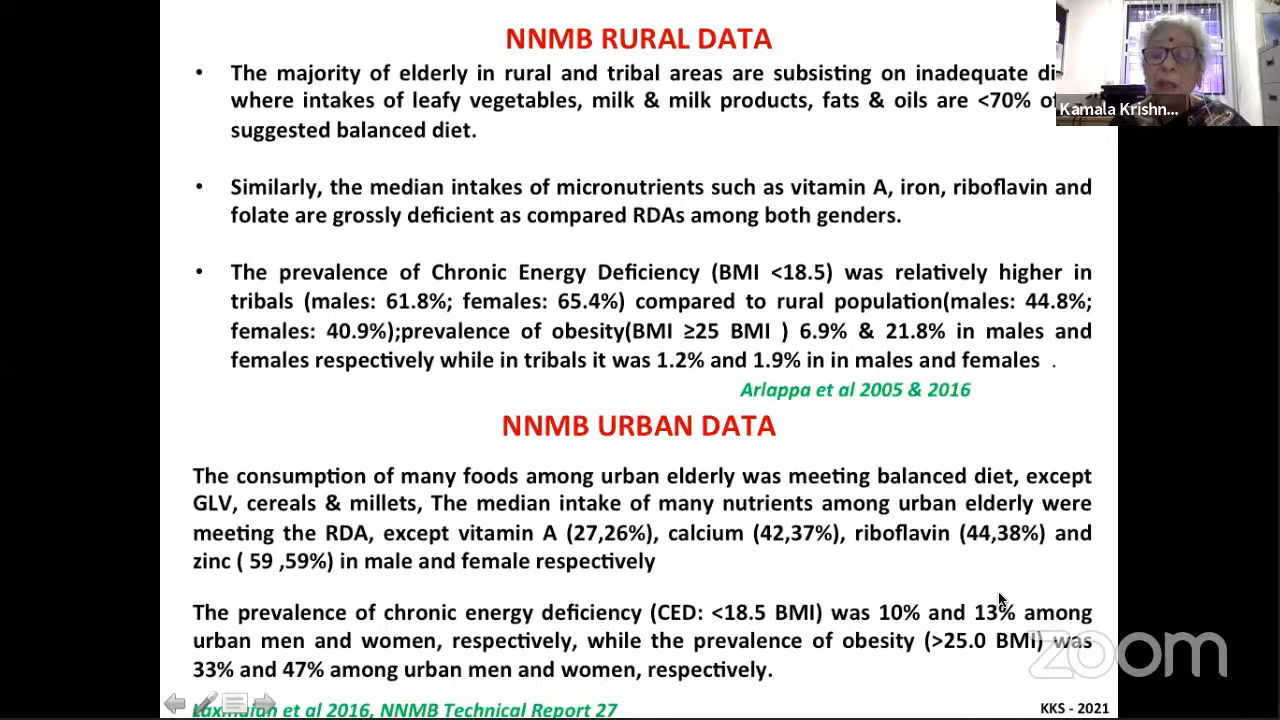 NNMB RURAL DATA
• The majority of elderly in rural and tribal areas are subsisting on inadequate
where intakes of leafy vegetables, milk & milk products, fats & oils are <70%
suggested balanced diet.
• Similarly, the median intakes of micronutrients such as vitamin A, iron, riboflavin and
folate are grossly deficient as compared RDAs among both genders.
• The prevalence of Chronic Energy Deficiency (BMI <18.5) was relatively higher in
tribals (males: 61.8%; females: 65.4%) compared to rural population(males: 44.8%;
females: 40.9%);prevalence of obesity(BMI ≥25 BMI ) 6.9% & 21.8% in males and
females respectively while in tribals it was 1.2% and 1.9% in in males and females .
Arlappa et al 2005 & 2016
Kamala Krishn...
NNMB URBAN DATA
The consumption of many foods among urban elderly was meeting balanced diet, except
GLV, cereals & millets, The median intake of many nutrients among urban elderly were
meeting the RDA, except vitamin A (27,26%), calcium (42,37%), riboflavin (44,38%) and
zinc ( 59 ,59%) in male and female respectively
The prevalence of chronic energy deficiency (CED: <18.5 BMI) was 10% and 13% among
urban men and women, respectively, while the prevalence of obesity (>25.0 BMI) was
33% and 47% among urban men and women, respectively.
zoom
Laxmaiah et al 2016, NNMB Technical Report 27
KKS - 2021